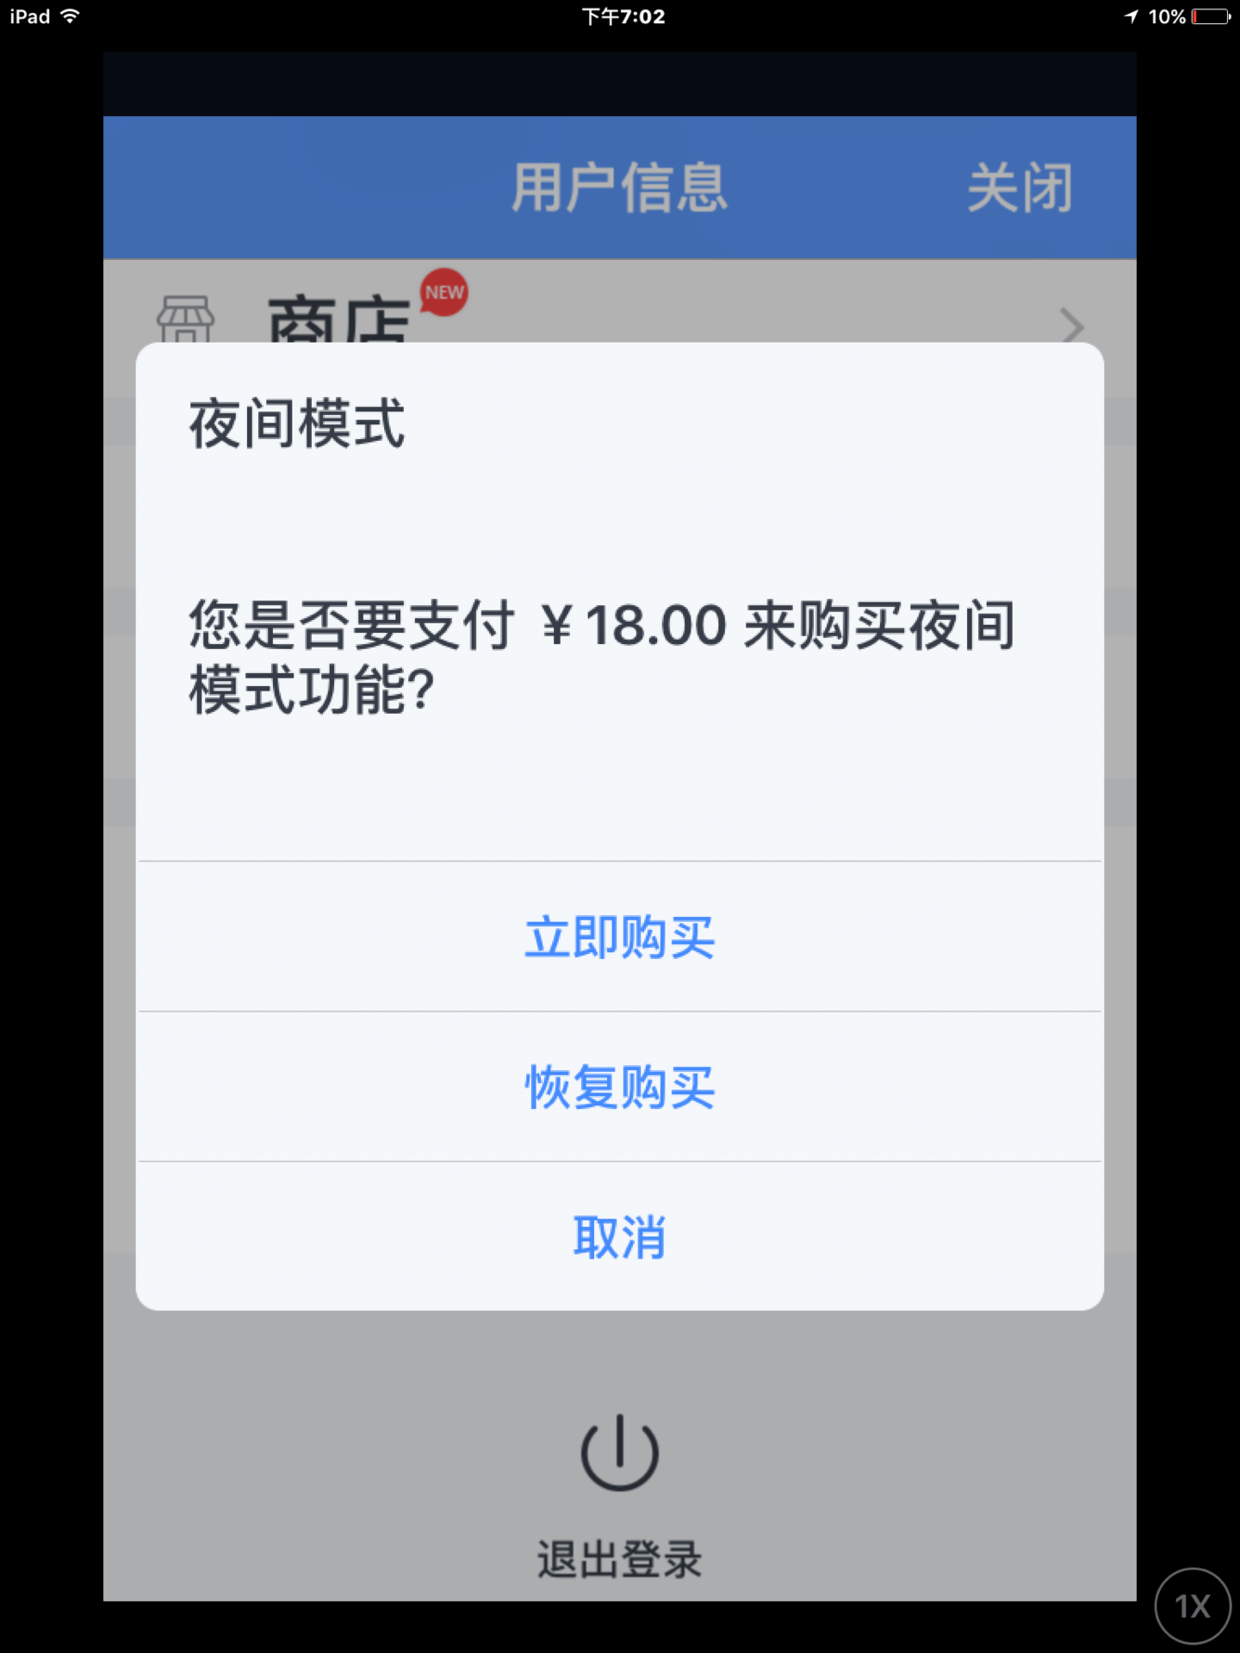 iPad 下午7:02 10%
用户信息 关闭
商店 NEW
夜间模式
您是否要支付 ¥18.00 来购买夜间
模式功能?
立即购买
恢复购买
取消
退出登录
1X